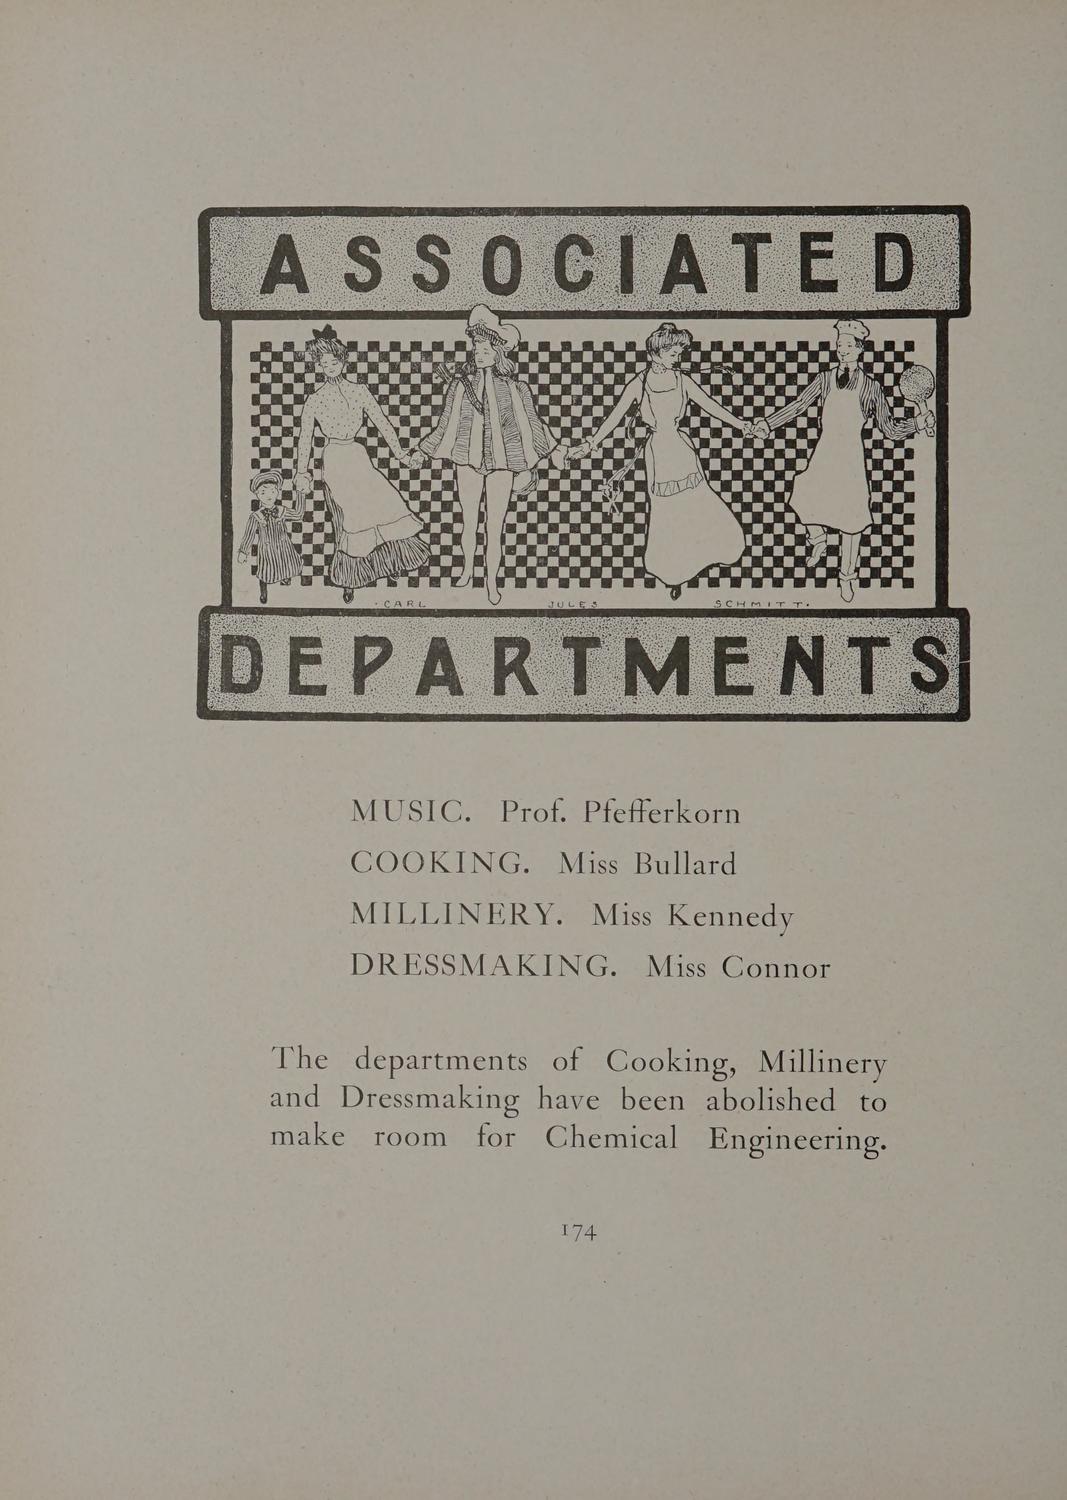 ASSOCIATED
· CARL JULES SCHMITT ·
DEPARTMENTS
MUSIC. Prof. Pfefferkorn
COOKING. Miss Bullard
MILLINERY. Miss Kennedy
DRESSMAKING. Miss Connor
The departments of Cooking, Millinery
and Dressmaking have been abolished to
make room for Chemical Engineering.
174